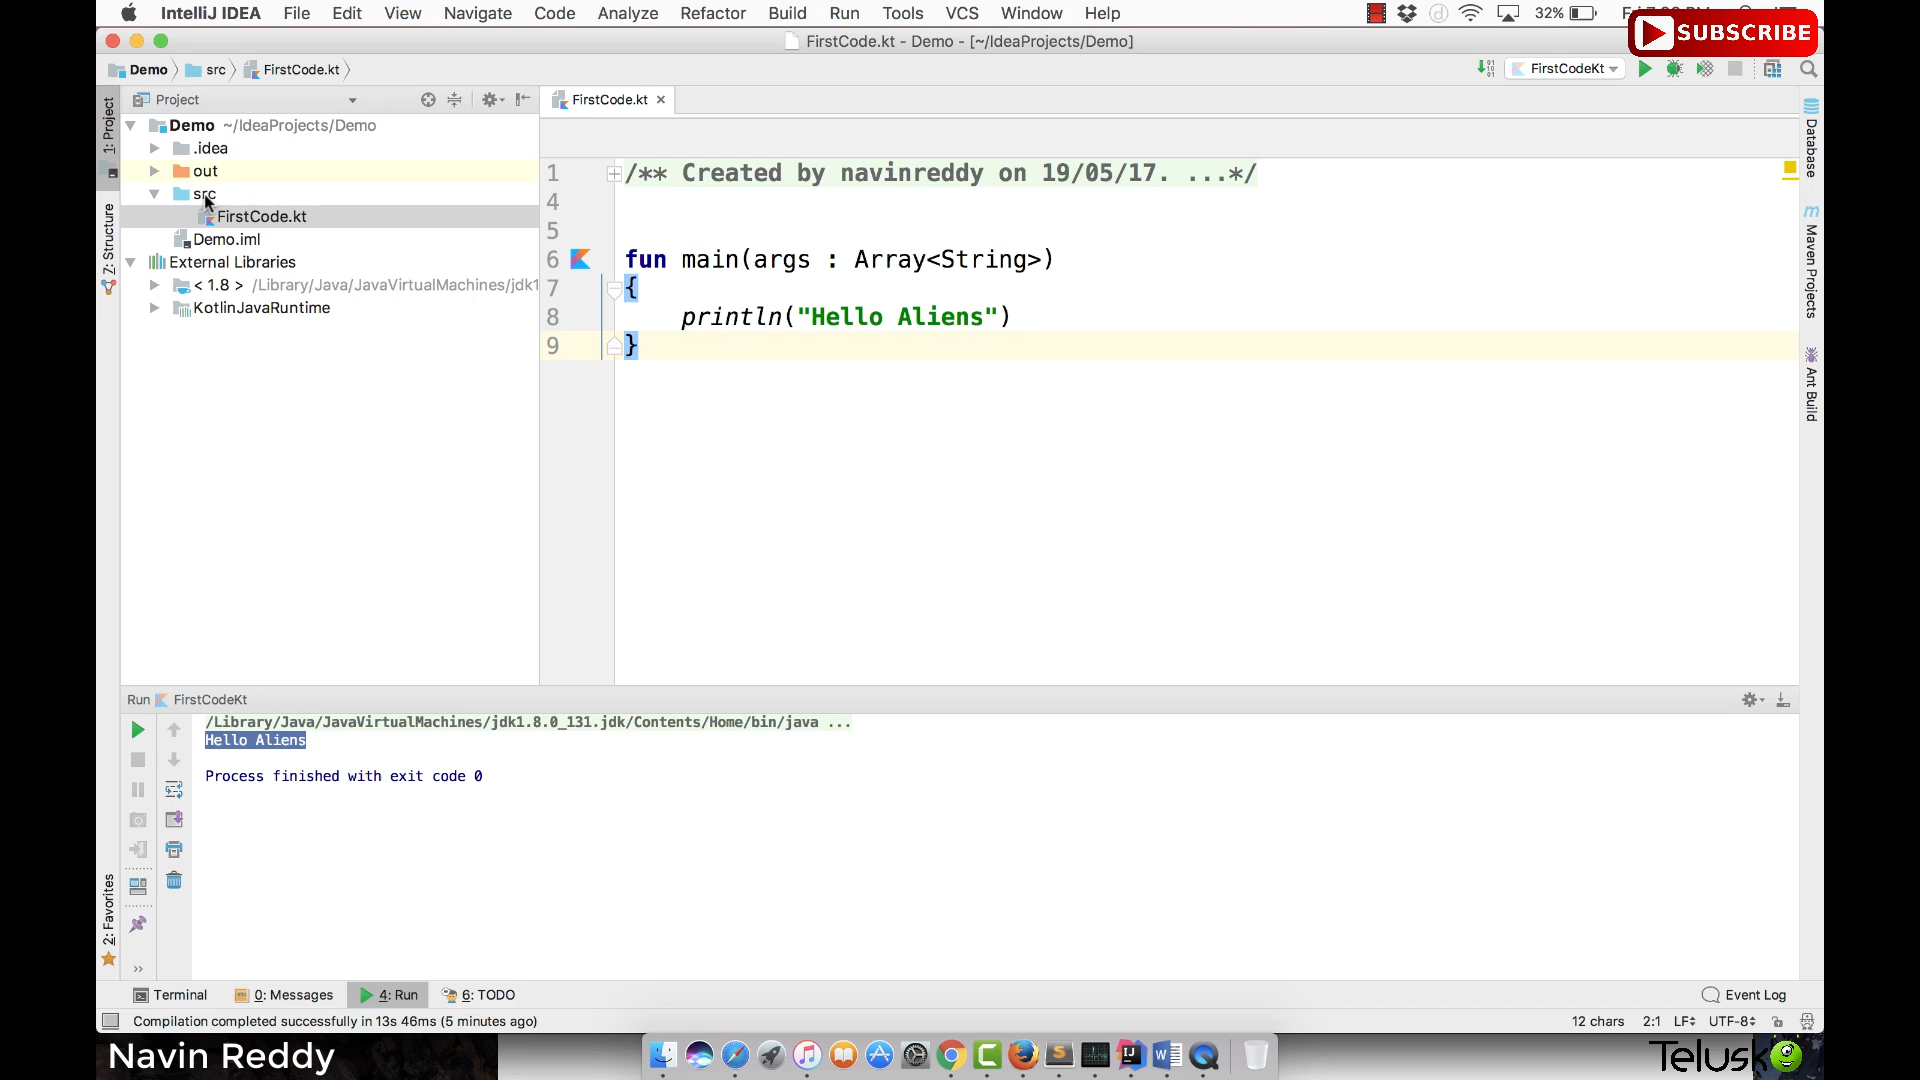 IntelliJ IDEA File Edit View Navigate Code Analyze Refactor Build Run Tools VCS Window Help 32%
SUBSCRIBE
FirstCode.kt - Demo - [~/IdeaProjects/Demo]
Demo src FirstCode.kt
FirstCodeKt
Project
FirstCode.kt
1: Project
Z: Structure
2: Favorites
Demo ~/IdeaProjects/Demo
.idea
out
src
FirstCode.kt
Demo.iml
External Libraries
< 1.8 > /Library/Java/JavaVirtualMachines/jdk1
KotlinJavaRuntime
1 /** Created by navinreddy on 19/05/17. ...*/
4
5
6 fun main(args : Array<String>)
7 {
8 println("Hello Aliens")
9 }
Database
m Maven Projects
Ant Build
Run FirstCodeKt
/Library/Java/JavaVirtualMachines/jdk1.8.0_131.jdk/Contents/Home/bin/java ...
Hello Aliens
Process finished with exit code 0
Terminal 0: Messages 4: Run 6: TODO Event Log
Compilation completed successfully in 13s 46ms (5 minutes ago) 12 chars 2:1 LF UTF-8
Navin Reddy
Telusko